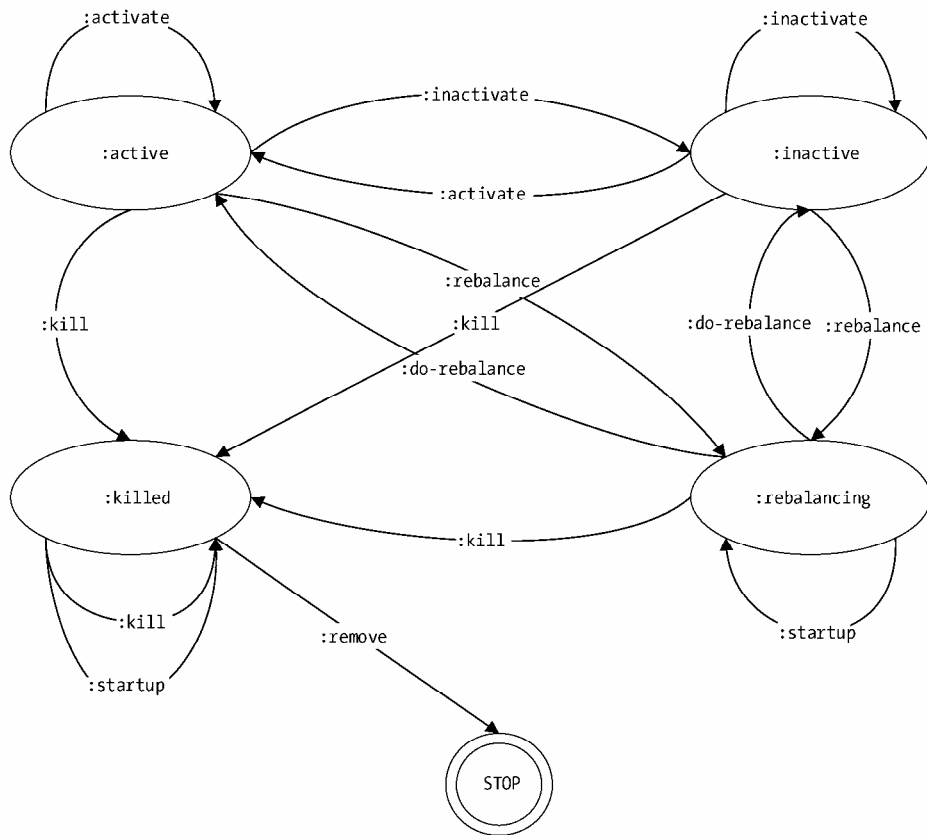 :activate
:inactivate
:inactivate
:active
:inactive
:activate
:rebalance
:kill
:kill
:do-rebalance
:rebalance
:do-rebalance
:killed
:rebalancing
:kill
:kill
:startup
:remove
:startup
STOP